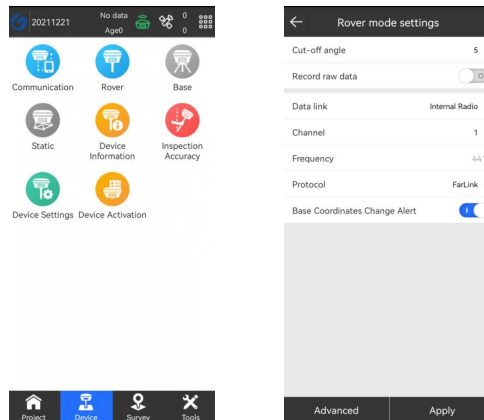 20211221
No data
Age0
0
0
Communication
Rover
Base
Static
Device Information
Inspection Accuracy
Device Settings
Device Activation
Project
Device
Survey
Tools
Rover mode settings
Cut-off angle
5
Record raw data
Data link
Internal Radio
Channel
1
Frequency
44
Protocol
FarLink
Base Coordinates Change Alert
Advanced
Apply